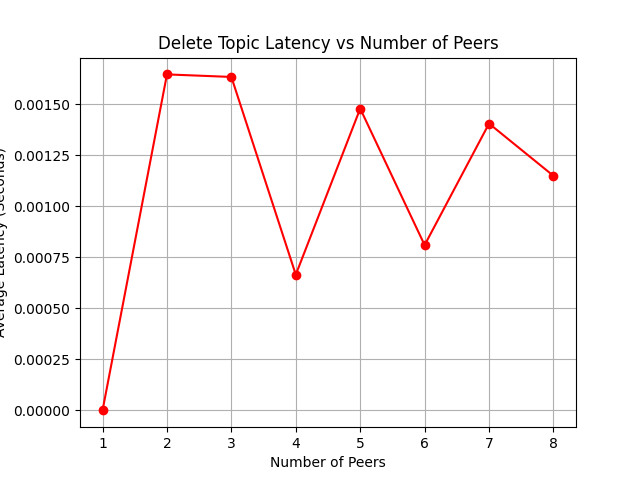 Delete Topic Latency vs Number of Peers
Average Latency (Seconds)
0.00150
0.00125
0.00100
0.00075
0.00050
0.00025
0.00000
1 2 3 4 5 6 7 8
Number of Peers